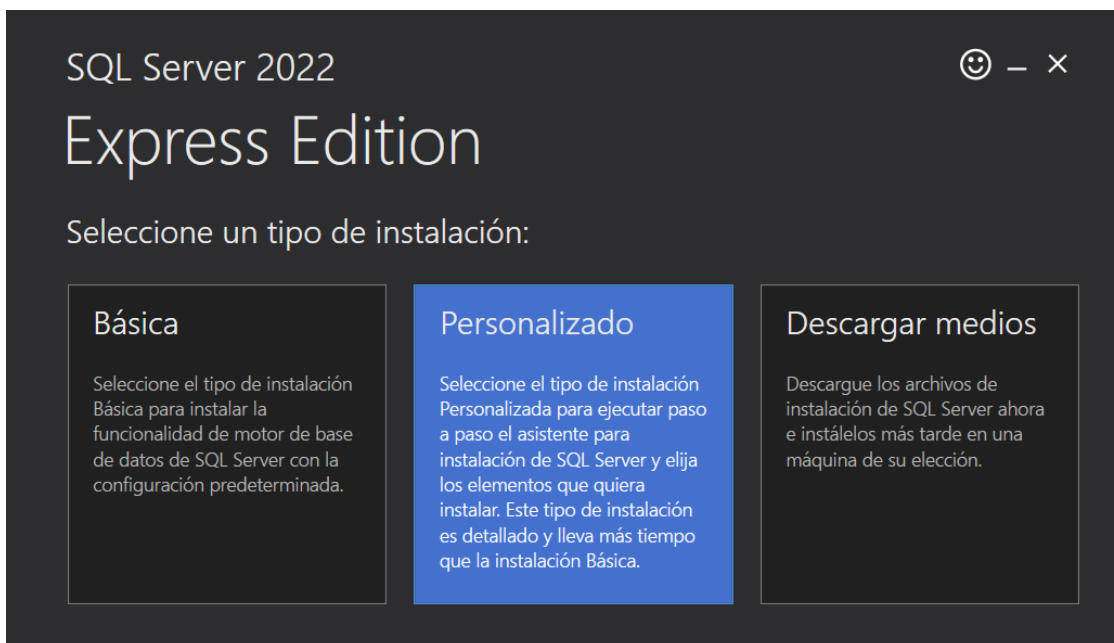 SQL Server 2022
Express Edition
Seleccione un tipo de instalación:
Básica
Seleccione el tipo de instalación
Básica para instalar la
funcionalidad de motor de base
de datos de SQL Server con la
configuración predeterminada.
Personalizado
Seleccione el tipo de instalación
Personalizada para ejecutar paso
a paso el asistente para
instalación de SQL Server y elija
los elementos que quiera
instalar. Este tipo de instalación
es detallado y lleva más tiempo
que la instalación Básica.
Descargar medios
Descargue los archivos de
instalación de SQL Server ahora
e instálelos más tarde en una
máquina de su elección.